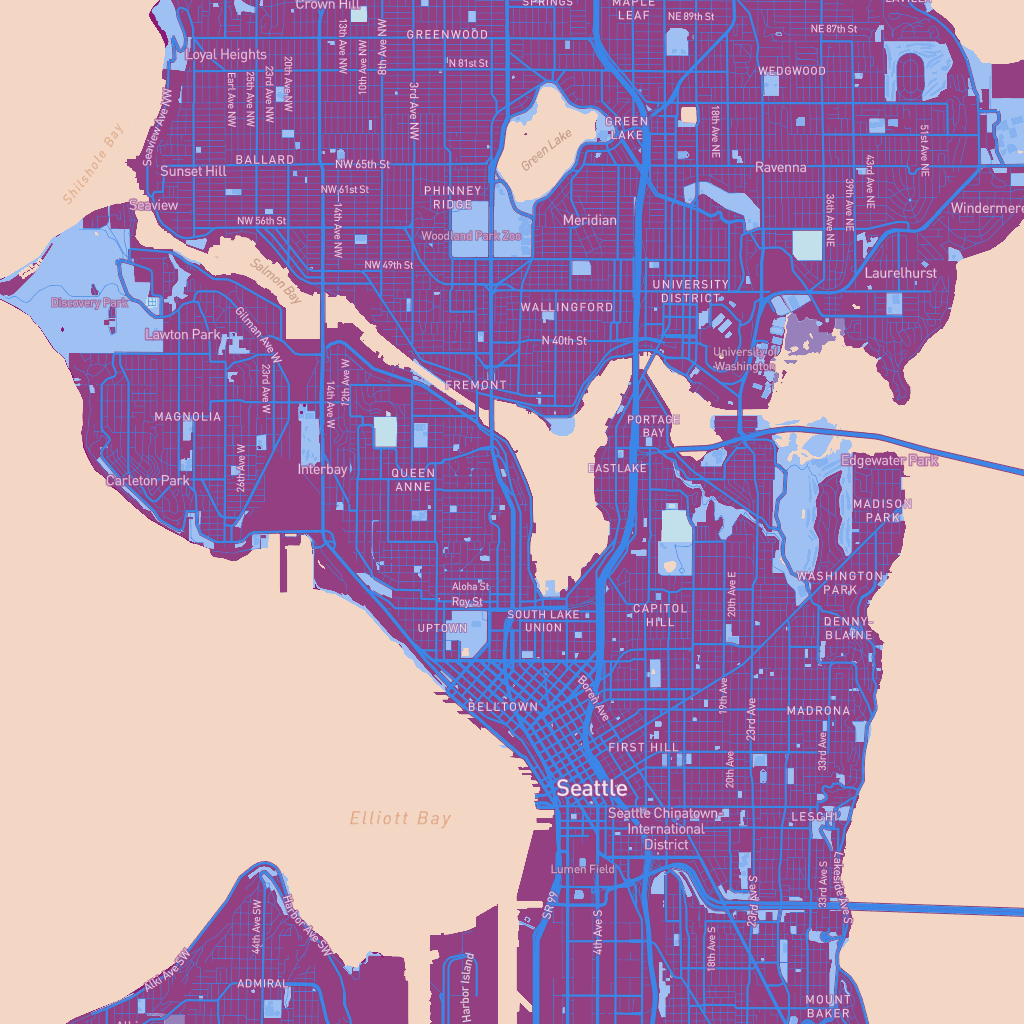 Crown Hill
SPRINGS
MAPLE
LEAF
NE 89th St
NE 87th St
GREENWOOD
Loyal Heights
13th Ave NW
10th Ave NW
8th Ave NW
N 81st St
WEDGWOOD
Earl Ave NW
25th Ave NW
23rd Ave NW
20th Ave NW
3rd Ave NW
Seaview Ave NW
Shilshole Bay
GREEN
LAKE
Green Lake
18th Ave NE
51st Ave NE
BALLARD
NW 65th St
Sunset Hill
Ravenna
43rd Ave NE
39th Ave NE
36th Ave NE
NW 61st St
PHINNEY
RIDGE
Seaview
14th Ave NW
NW 56th St
Meridian
Windermere
Woodland Park Zoo
NW 49th St
Salmon Bay
Laurelhurst
UNIVERSITY
DISTRICT
Discovery Park
WALLINGFORD
Lawton Park
Gilman Ave W
N 40th St
University of
Washington
23rd Ave W
14th Ave W
12th Ave W
FREMONT
MAGNOLIA
PORTAGE
BAY
26th Ave W
Interbay
QUEEN
ANNE
EASTLAKE
Edgewater Park
Carleton Park
MADISON
PARK
Aloha St
Roy St
20th Ave E
WASHINGTON
PARK
UPTOWN
SOUTH LAKE
UNION
CAPITOL
HILL
DENNY-
BLAINE
Boren Ave
19th Ave
23rd Ave
BELLTOWN
MADRONA
FIRST HILL
20th Ave
33rd Ave
Seattle
Elliott Bay
Seattle Chinatown
International
District
LESCHI
Lumen Field
SR 99
4th Ave S
23rd Ave S
33rd Ave S
Lakeside Ave S
18th Ave S
44th Ave SW
Harbor Ave SW
Alki Ave SW
Harbor Island
ADMIRAL
MOUNT
BAKER